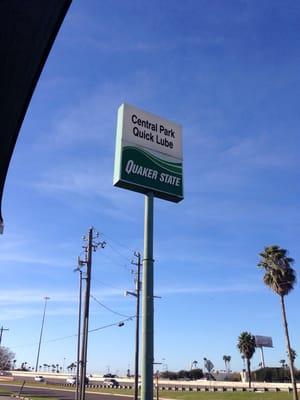 Central Park
Quick Lube
QUAKER STATE